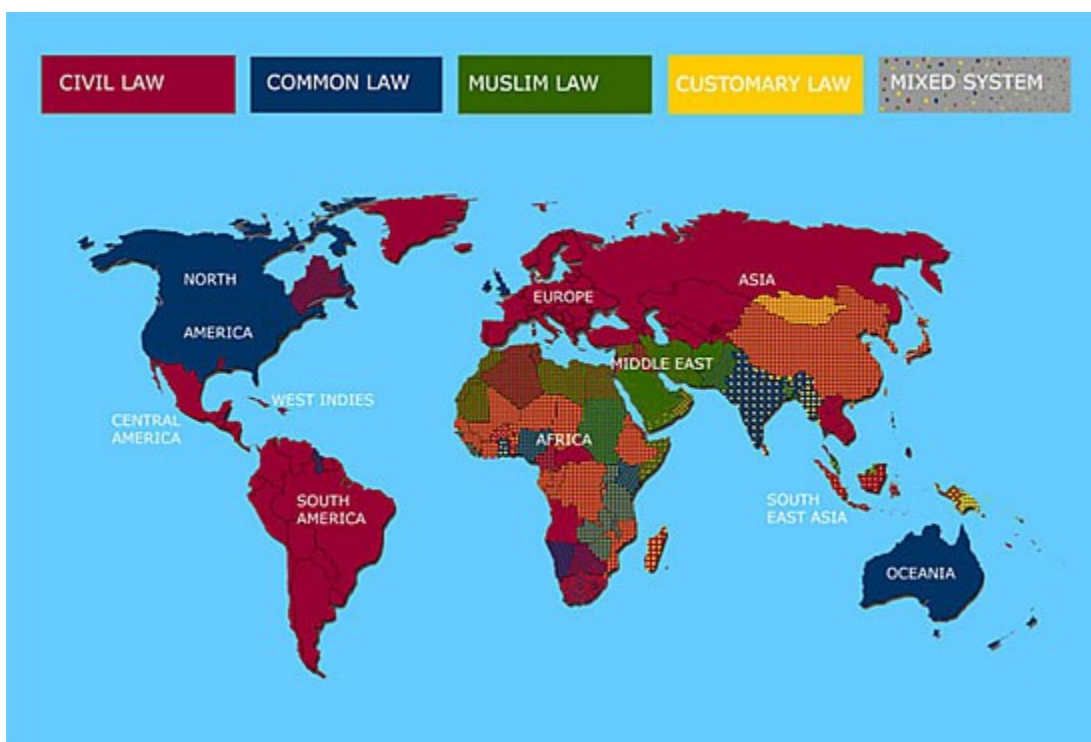 CIVIL LAW
COMMON LAW
MUSLIM LAW
CUSTOMARY LAW
MIXED SYSTEM
NORTH
AMERICA
ASIA
EUROPE
MIDDLE EAST
WEST INDIES
CENTRAL
AMERICA
AFRICA
SOUTH
AMERICA
SOUTH
EAST ASIA
OCEANIA